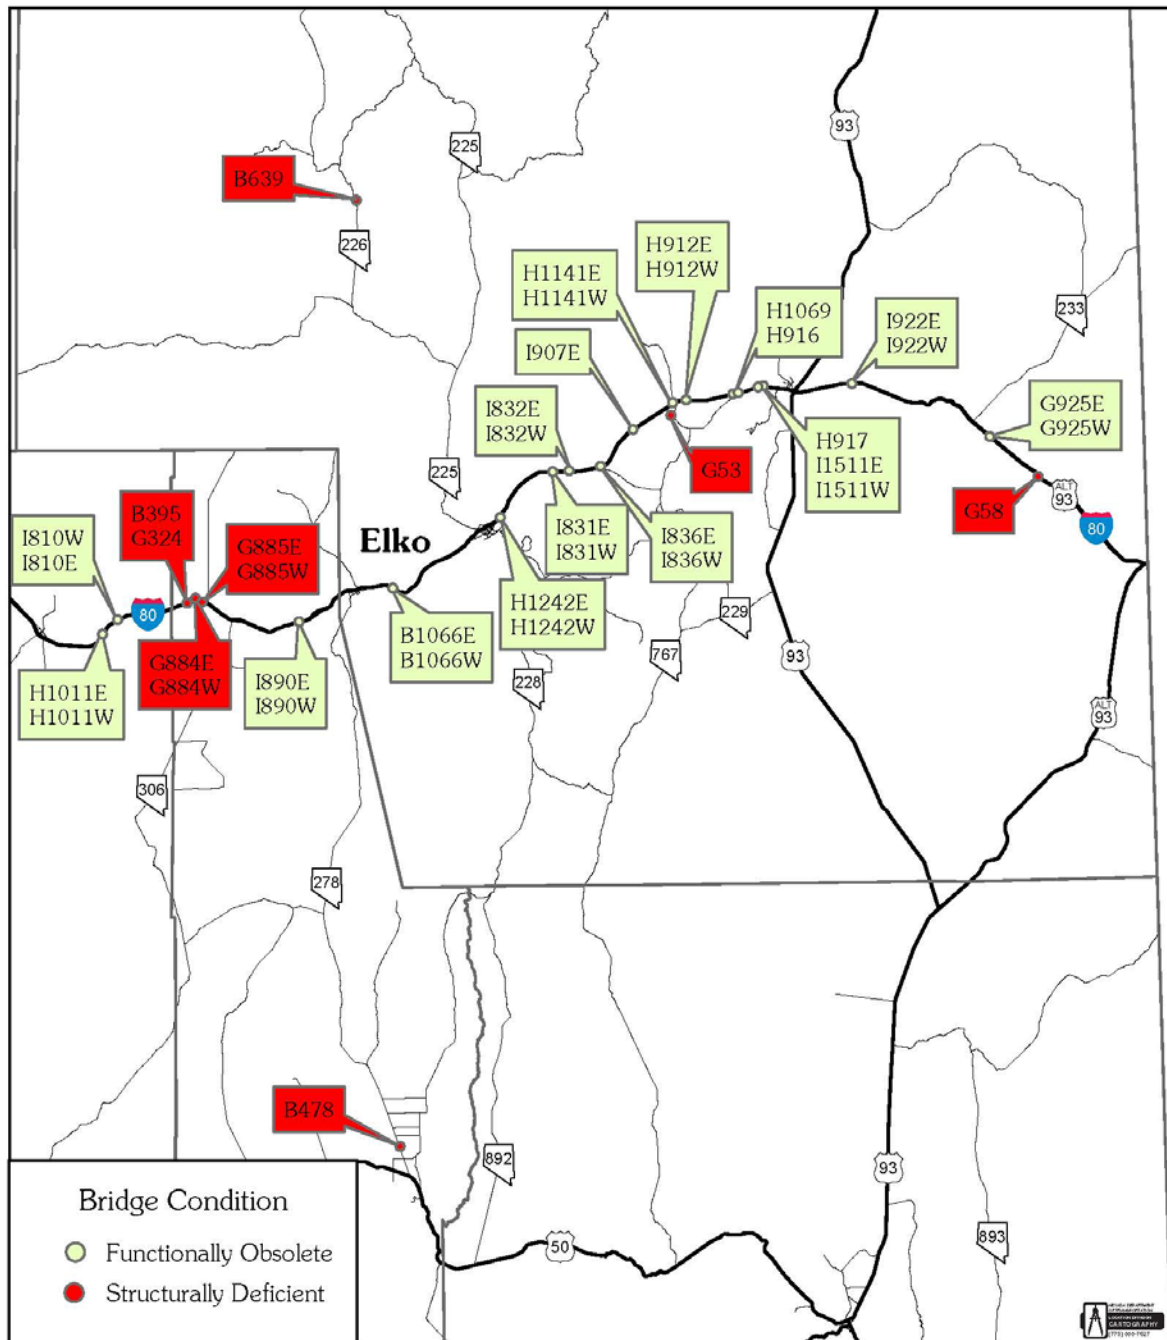 93
225
B639
226
H912E
H912W
H1141E
H1141W
H1069
H916
I922E
I922W
233
I907E
G925E
G925W
I832E
I832W
H917
I1511E
I1511W
225
G53
G58
ALT
93
80
B395
G324
I810W
I810E
G885E
G885W
Elko
I831E
I831W
I836E
I836W
80
H1242E
H1242W
229
B1066E
B1066W
G884E
G884W
I890E
I890W
H1011E
H1011W
767
93
228
ALT
93
306
278
B478
892
93
893
50
Bridge Condition
Functionally Obsolete
Structurally Deficient
CARTOGRAPHY